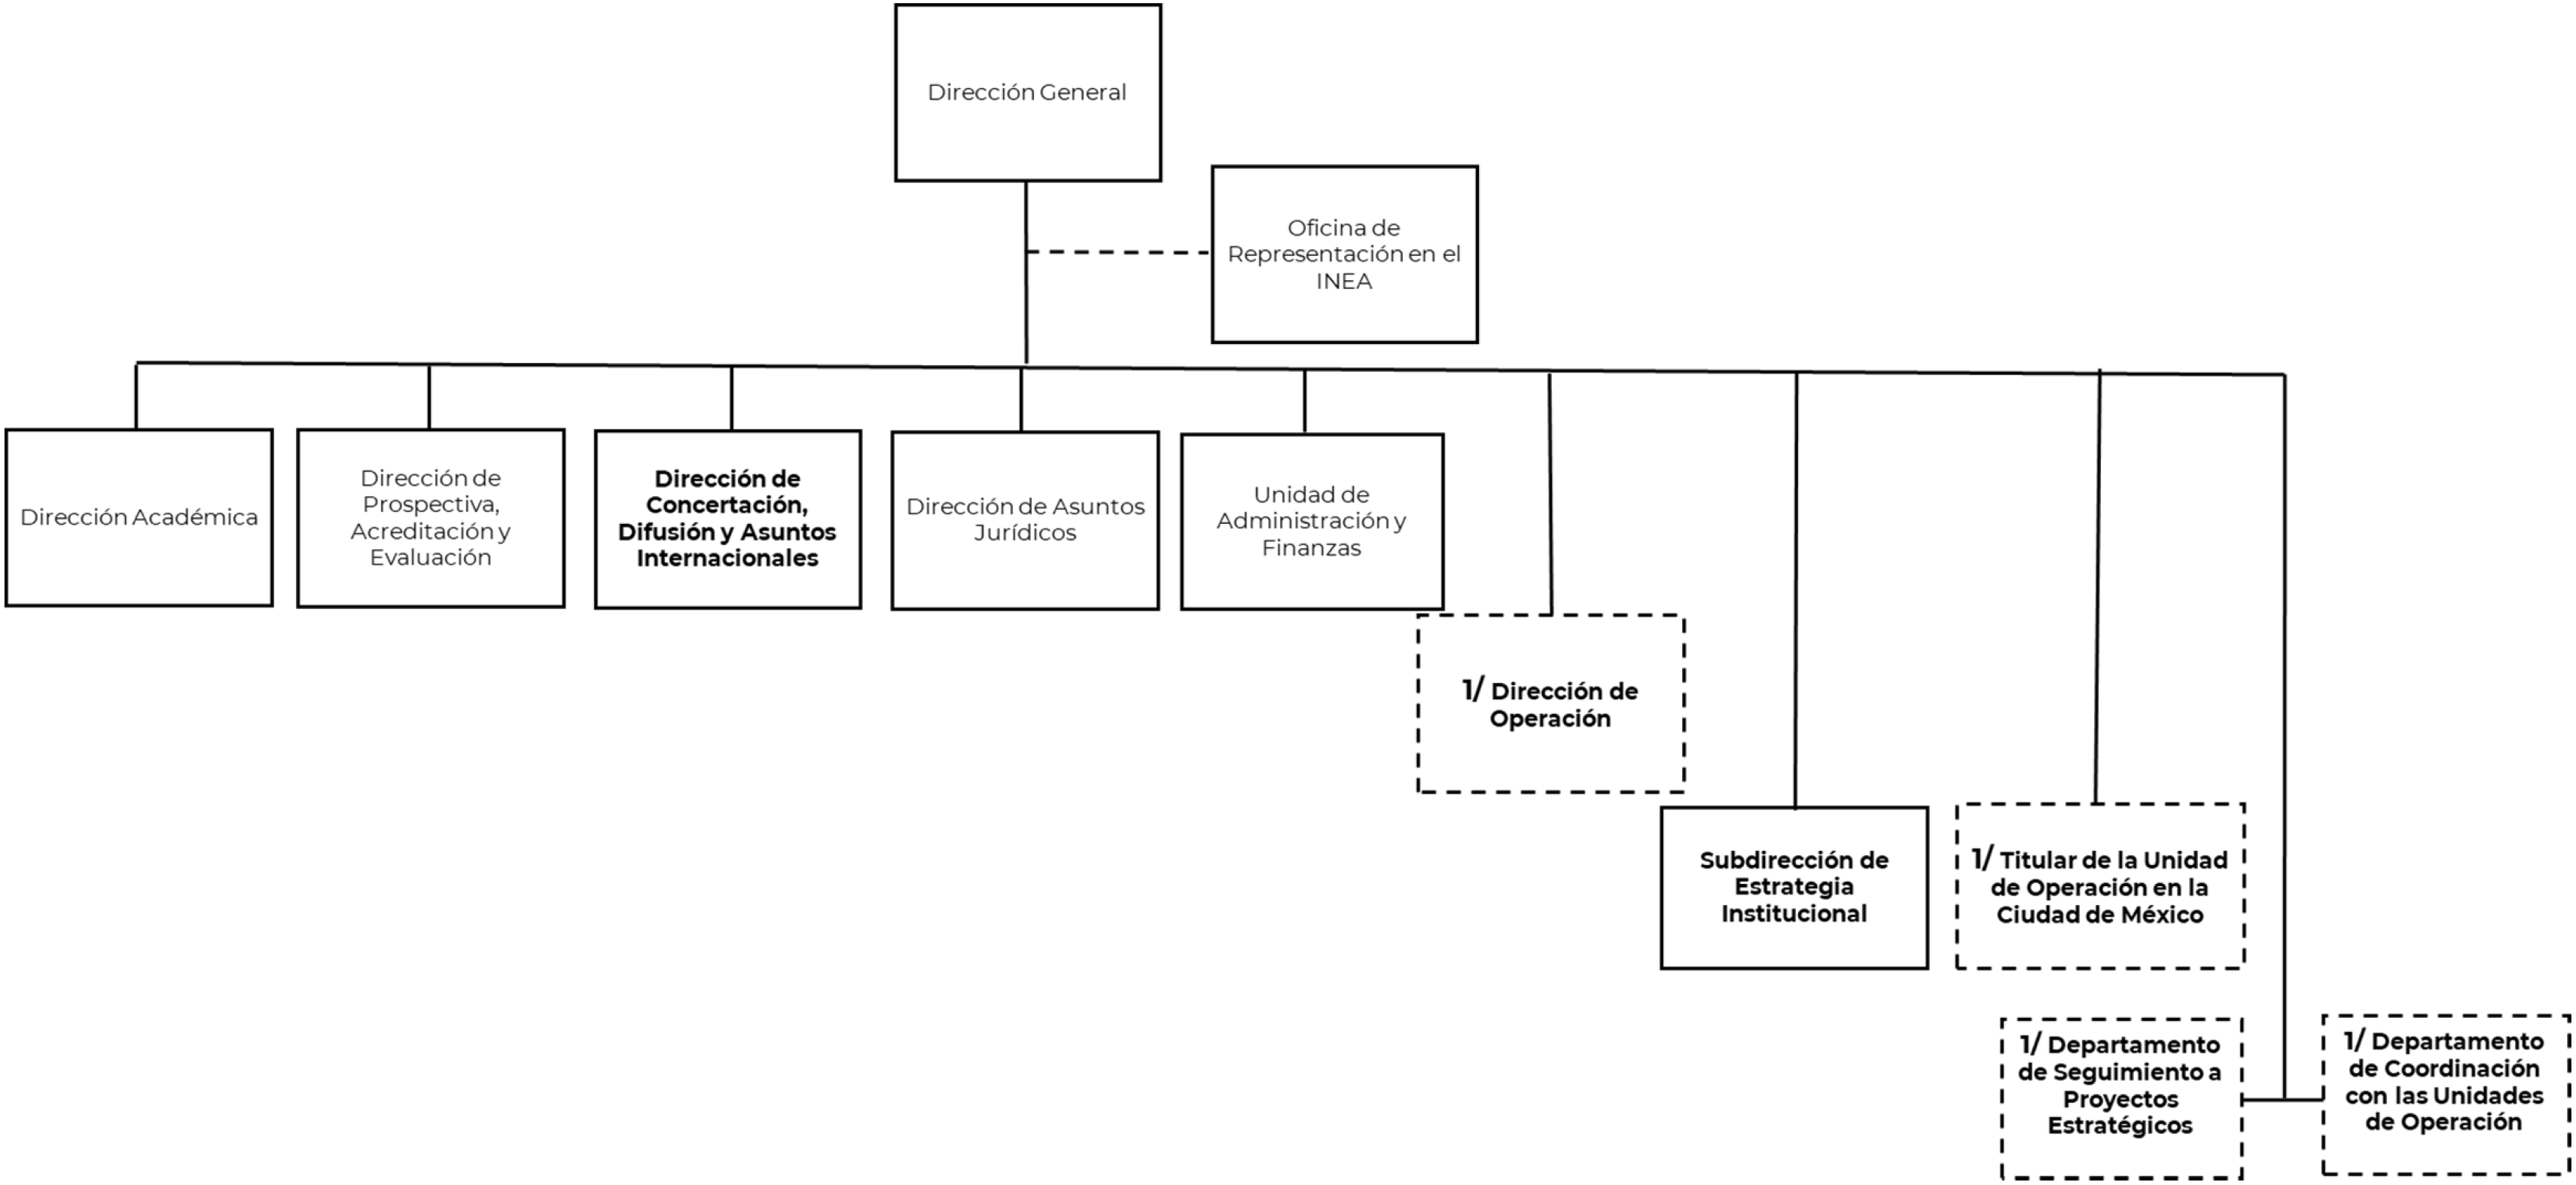 Dirección General
Oficina de
Representación en el
INEA
Dirección Académica
Dirección de
Prospectiva,
Acreditación y
Evaluación
Dirección de
Concertación,
Difusión y Asuntos
Internacionales
Dirección de Asuntos
Jurídicos
Unidad de
Administración y
Finanzas
1/ Dirección de
Operación
Subdirección de
Estrategia
Institucional
1/ Titular de la Unidad
de Operación en la
Ciudad de México
1/ Departamento
de Seguimiento a
Proyectos
Estratégicos
1/ Departamento
de Coordinación
con las Unidades
de Operación